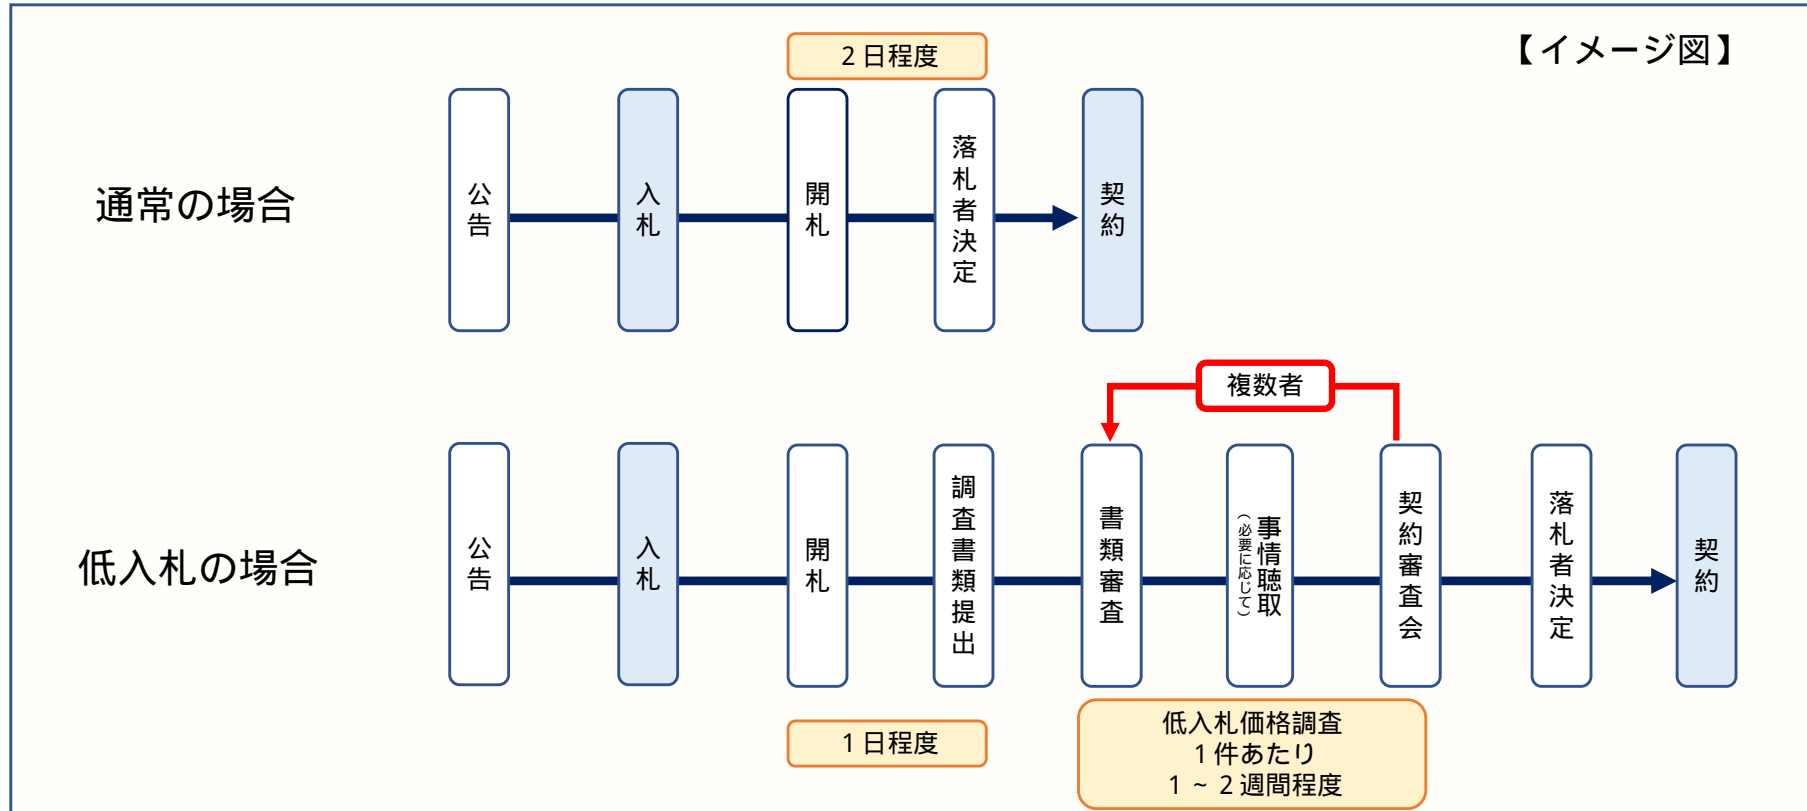 【イメージ図】
2日程度
通常の場合
公告
入札
開札
落札者決定
契約
複数者
低入札の場合
公告
入札
開札
調査書類提出
書類審査
事情聴取
（必要に応じて）
契約審査会
落札者決定
契約
1日程度
低入札価格調査
1件あたり
1～2週間程度